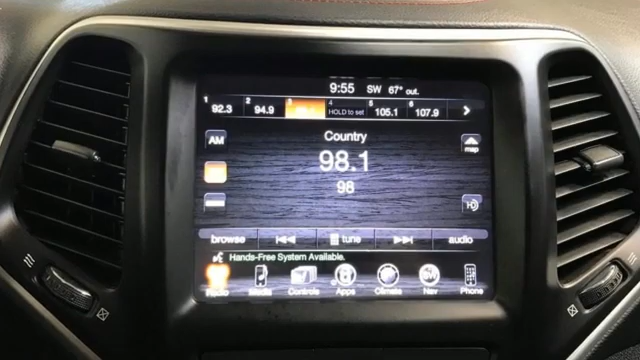 9:55 SW 67° out.
1 92.3 2 94.9 3 4 HOLD to set 5 105.1 6 107.9
AM Country map
98.1
98 HD
browse tune audio
Hands-Free System Available.
Radio Media Controls Apps Climate Nav Phone